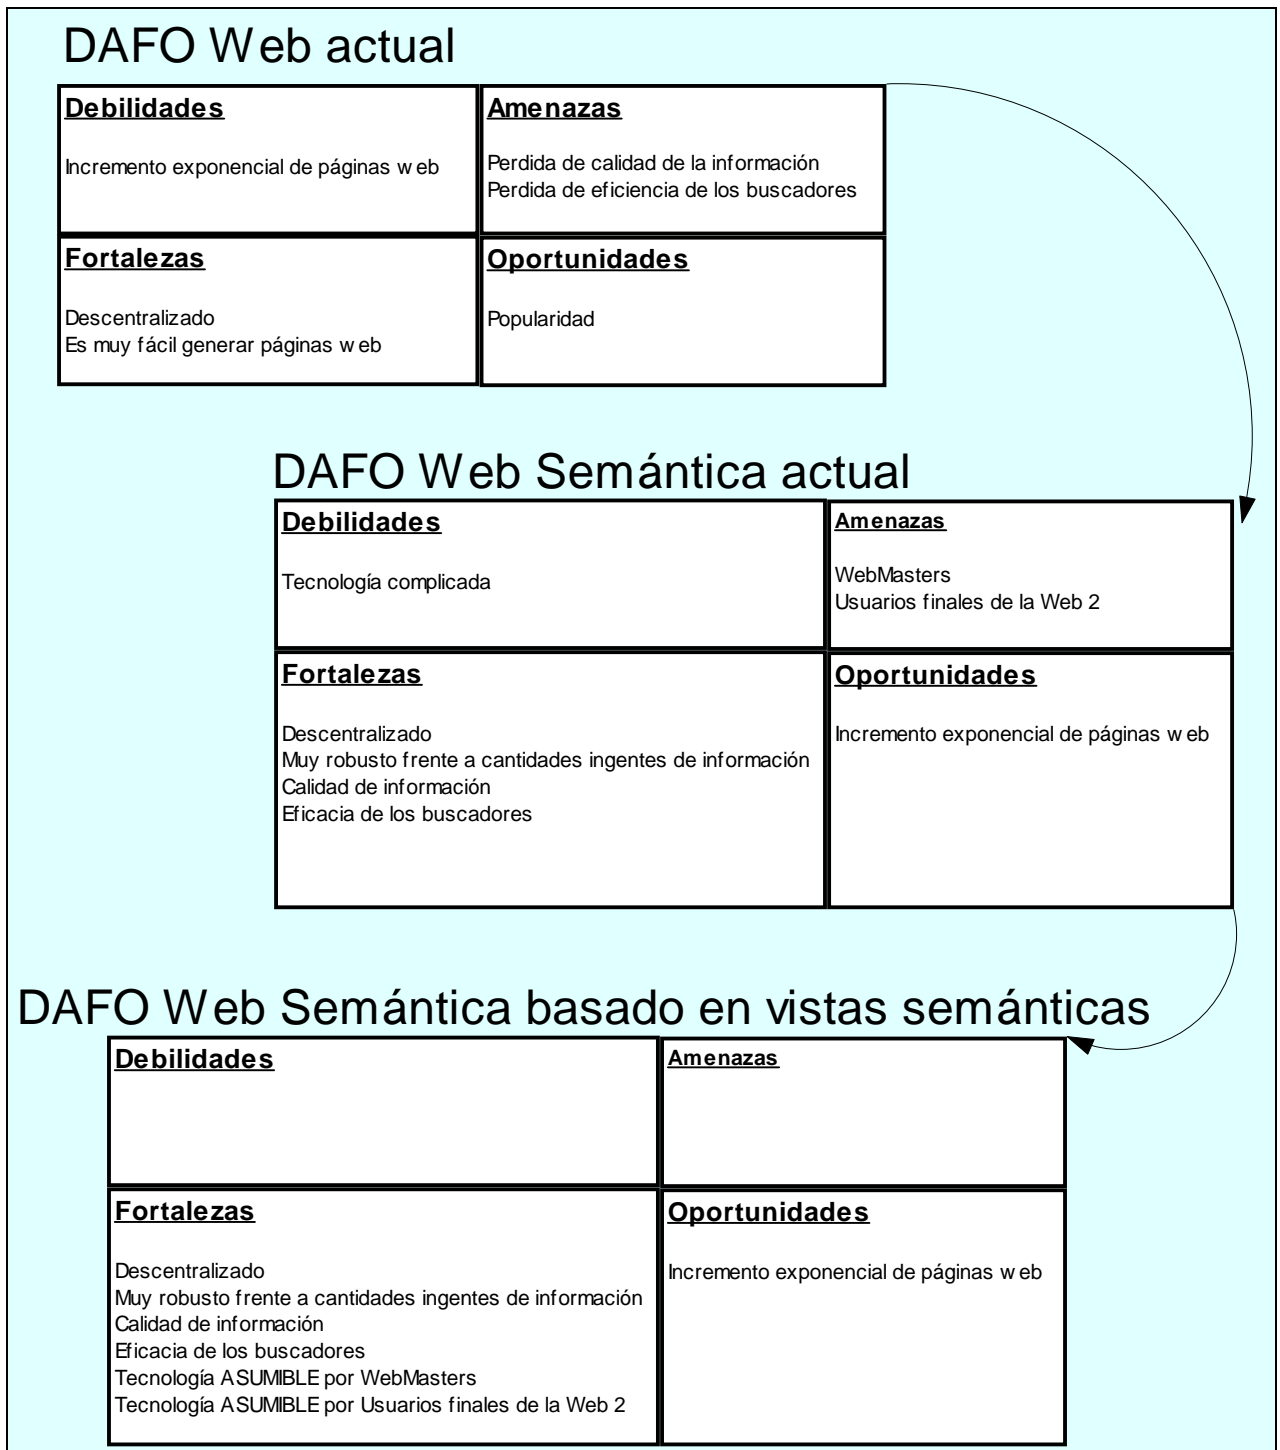 DAFO Web actual
Debilidades
Incremento exponencial de páginas web
Amenazas
Perdida de calidad de la información
Perdida de eficiencia de los buscadores
Fortalezas
Descentralizado
Es muy fácil generar páginas web
Oportunidades
Popularidad
DAFO Web Semántica actual
Debilidades
Tecnología complicada
Amenazas
WebMasters
Usuarios finales de la Web 2
Fortalezas
Descentralizado
Muy robusto frente a cantidades ingentes de información
Calidad de información
Eficacia de los buscadores
Oportunidades
Incremento exponencial de páginas web
DAFO Web Semántica basado en vistas semánticas
Debilidades
Amenazas
Fortalezas
Descentralizado
Muy robusto frente a cantidades ingentes de información
Calidad de información
Eficacia de los buscadores
Tecnología ASUMIBLE por WebMasters
Tecnología ASUMIBLE por Usuarios finales de la Web 2
Oportunidades
Incremento exponencial de páginas web